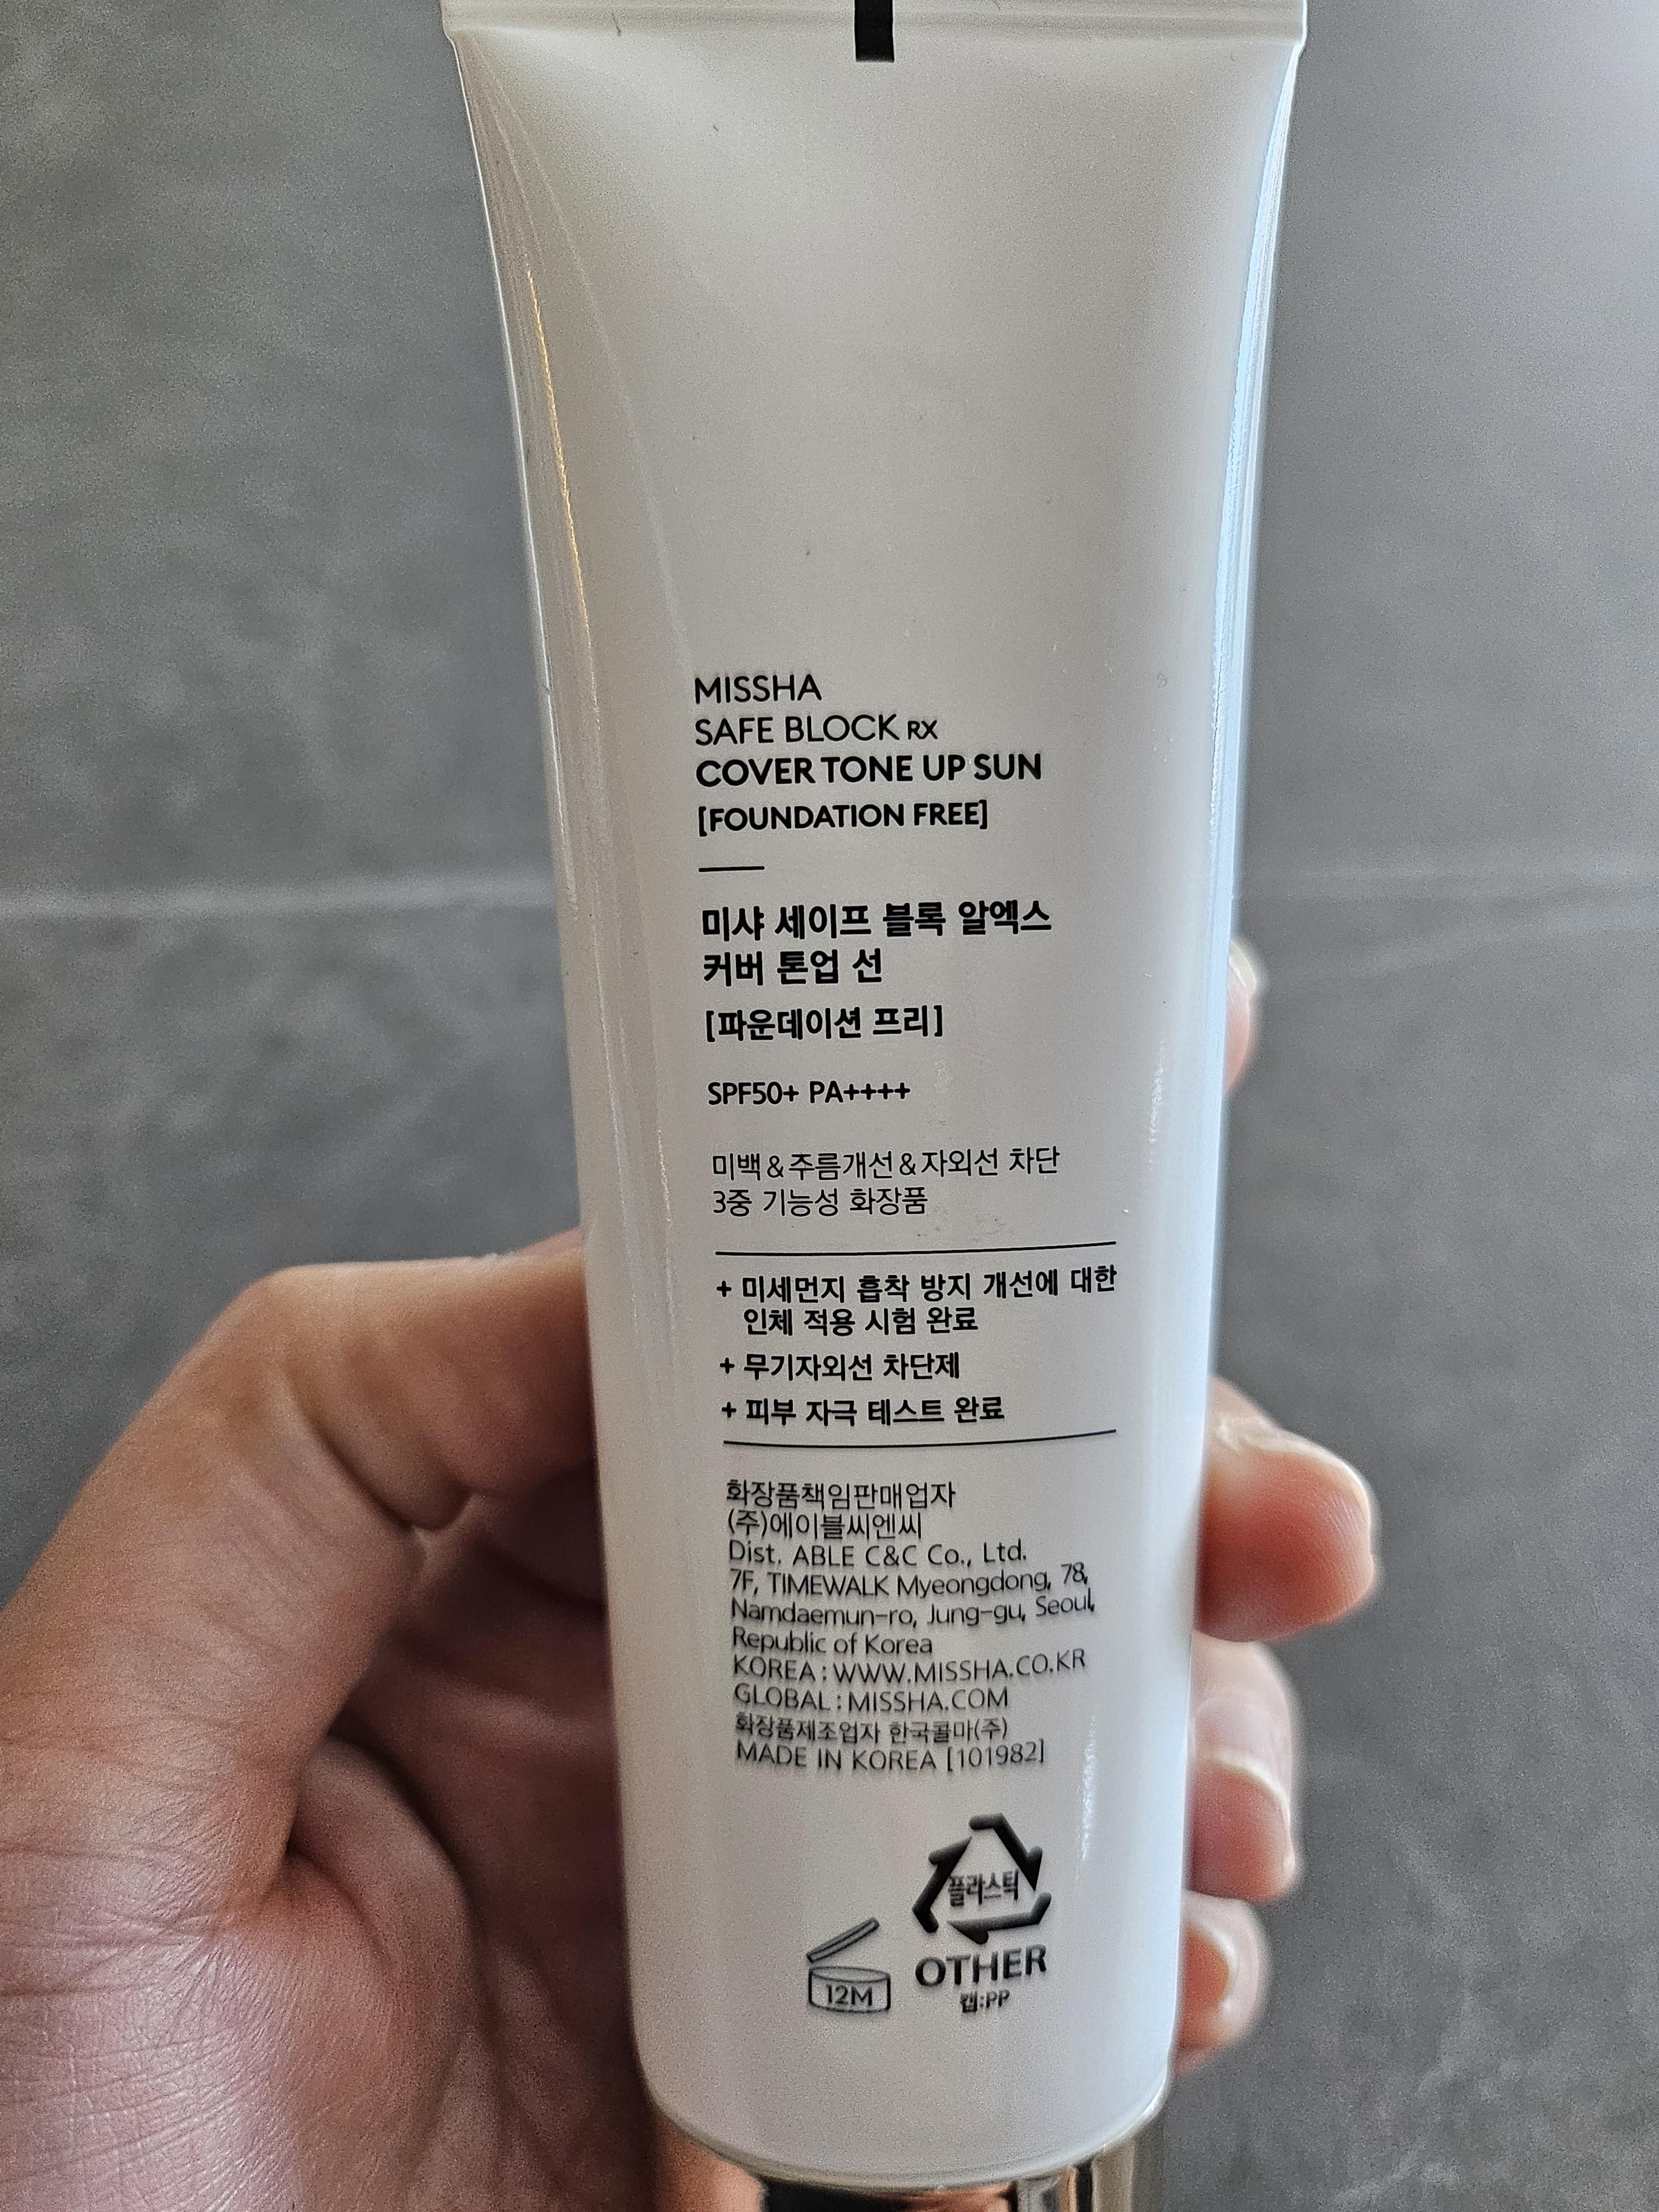 MISSHA
SAFE BLOCK RX
COVER TONE UP SUN
[FOUNDATION FREE]
미샤 세이프 블록 알엑스
커버 톤업 선
[파운데이션 프리]
SPF50+ PA++++
미백&주름개선&자외선 차단
3중 기능성 화장품
+ 미세먼지 흡착 방지 개선에 대한
인체 적용 시험 완료
+ 무기자외선 차단제
+ 피부 자극 테스트 완료
화장품책임판매업자
(주)에이블씨엔씨
Dist. ABLE C&C Co., Ltd.
7F, TIMEWALK Myeongdong, 78,
Namdaemun-ro, Jung-gu, Seoul,
Republic of Korea
KOREA : WWW.MISSHA.CO.KR
GLOBAL : MISSHA.COM
화장품제조업자 한국콜마(주)
MADE IN KOREA [101982]
플라스틱
OTHER
캡:PP
12M